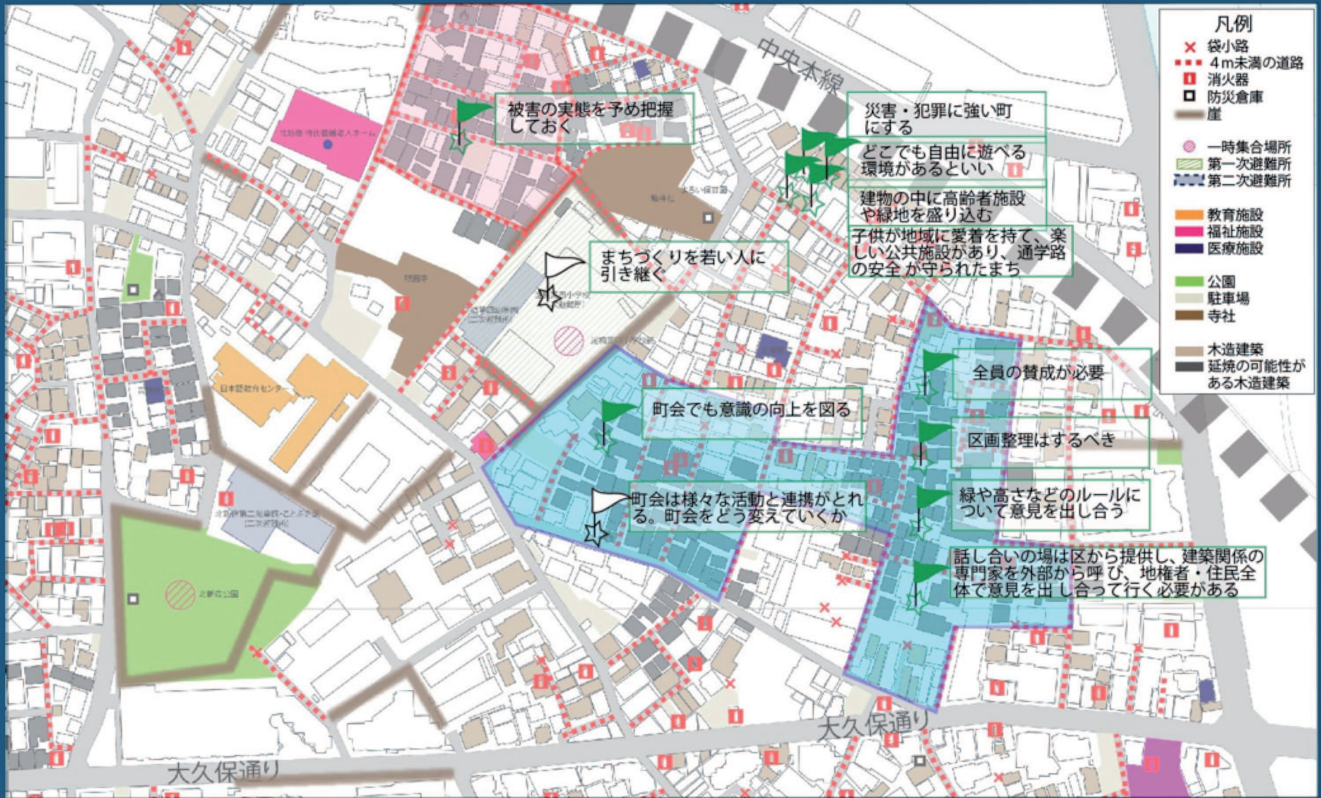 中央本線
被害の実態を予め把握
しておく
災害・犯罪に強い町
にする
どこでも自由に遊べる
環境があるといい
建物の中に高齢者施設
や緑地を盛り込む
子供が地域に愛着を持て、楽
しい公共施設があり、通学路
の安全が守られたまち
まちづくりを若い人に
引き継ぐ
日本語教育センター
全員の賛成が必要
町会でも意識の向上を図る
区画整理はするべき
町会は様々な活動と連携がとれ
る。町会をどう変えていくか
緑や高さなどのルールに
ついて意見を出し合う
話し合いの場は区から提供し、建築関係の
専門家を外部から呼び、地権者・住民全
体で意見を出し合って行く必要がある
北新宿公園
大久保通り
大久保通り
凡例
袋小路
4m未満の道路
消火器
防災倉庫
崖
一時集合場所
第一次避難所
第二次避難所
教育施設
福祉施設
医療施設
公園
駐車場
寺社
木造建築
延焼の可能性が
ある木造建築